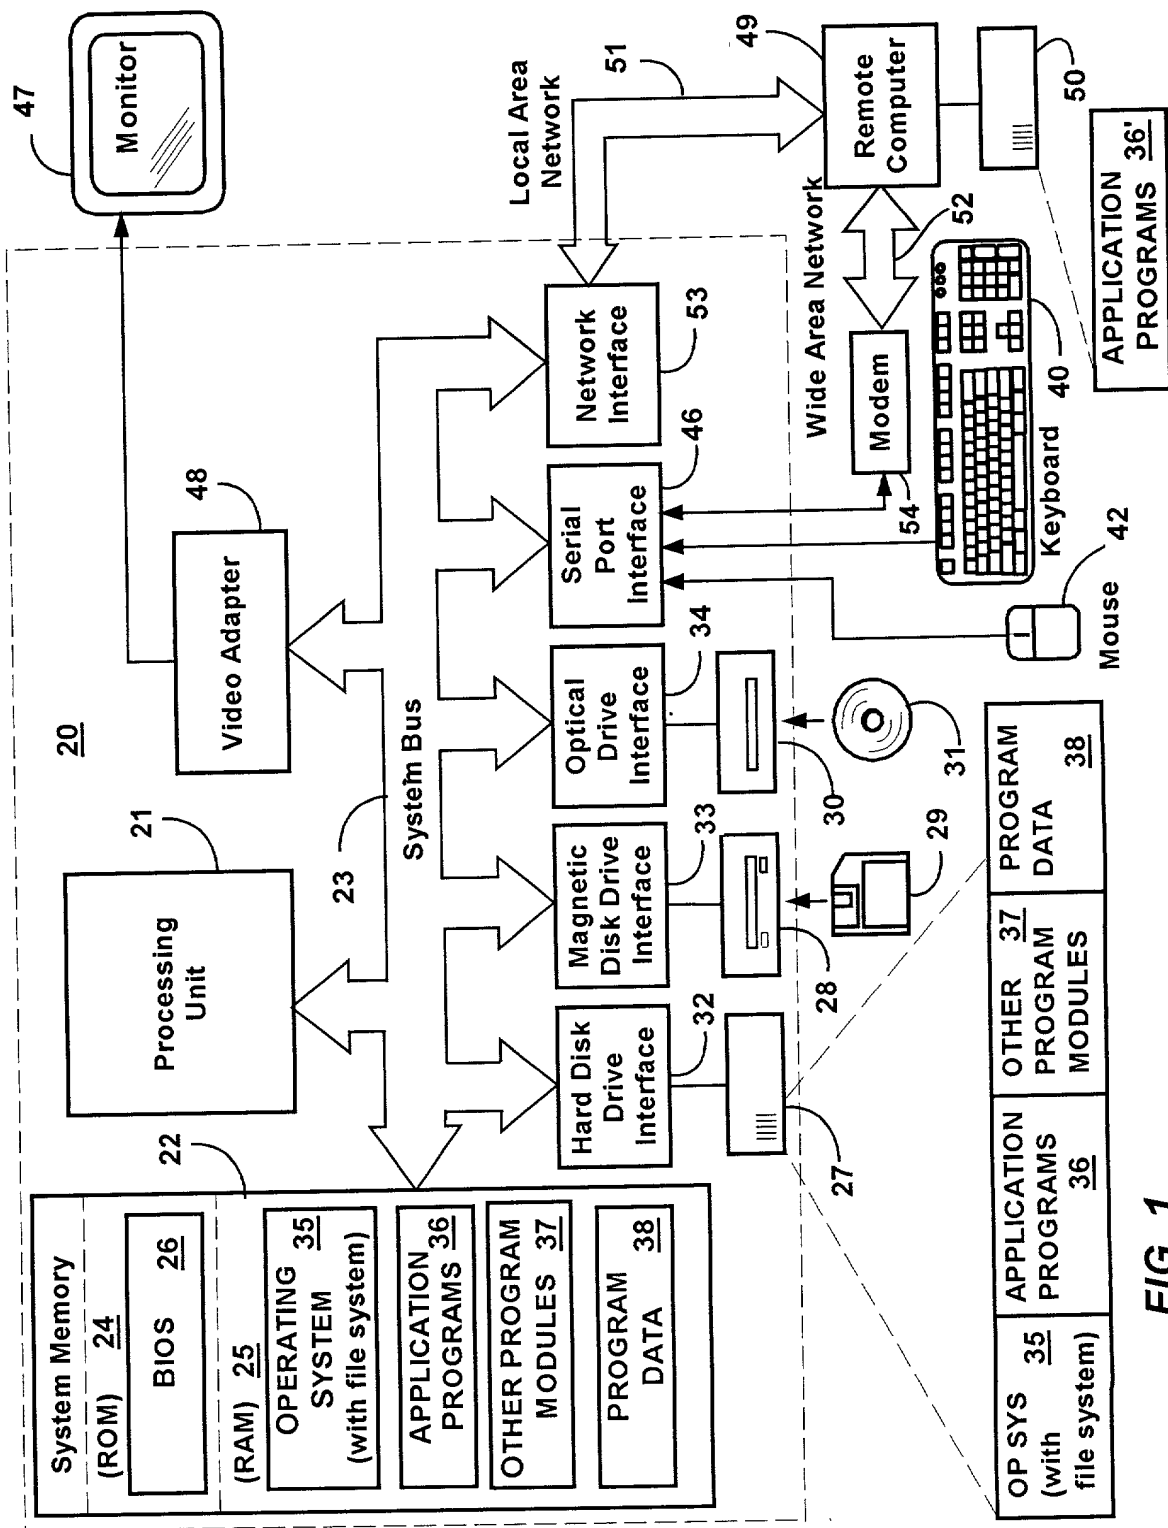 System Memory
(ROM) 24
BIOS 26
(RAM) 25
OPERATING 35
SYSTEM
(with file system)
APPLICATION
PROGRAMS 36
OTHER PROGRAM
MODULES 37
PROGRAM
DATA 38
22
Processing
Unit
21
20
Video Adapter
48
Monitor
47
23
System Bus
Hard Disk
Drive
Interface
32
Magnetic
Disk Drive
Interface
33
Optical
Drive
Interface
34
Serial
Port
Interface
46
Network
Interface
53
Local Area
Network
51
27
28
29
30
31
Mouse
42
Keyboard
40
Modem
54
Wide Area Network
52
Remote
Computer
49
50
APPLICATION
PROGRAMS 36'
OP SYS 35
(with
file system)
APPLICATION
PROGRAMS
36
OTHER 37
PROGRAM
MODULES
PROGRAM
DATA
38
FIG. 1